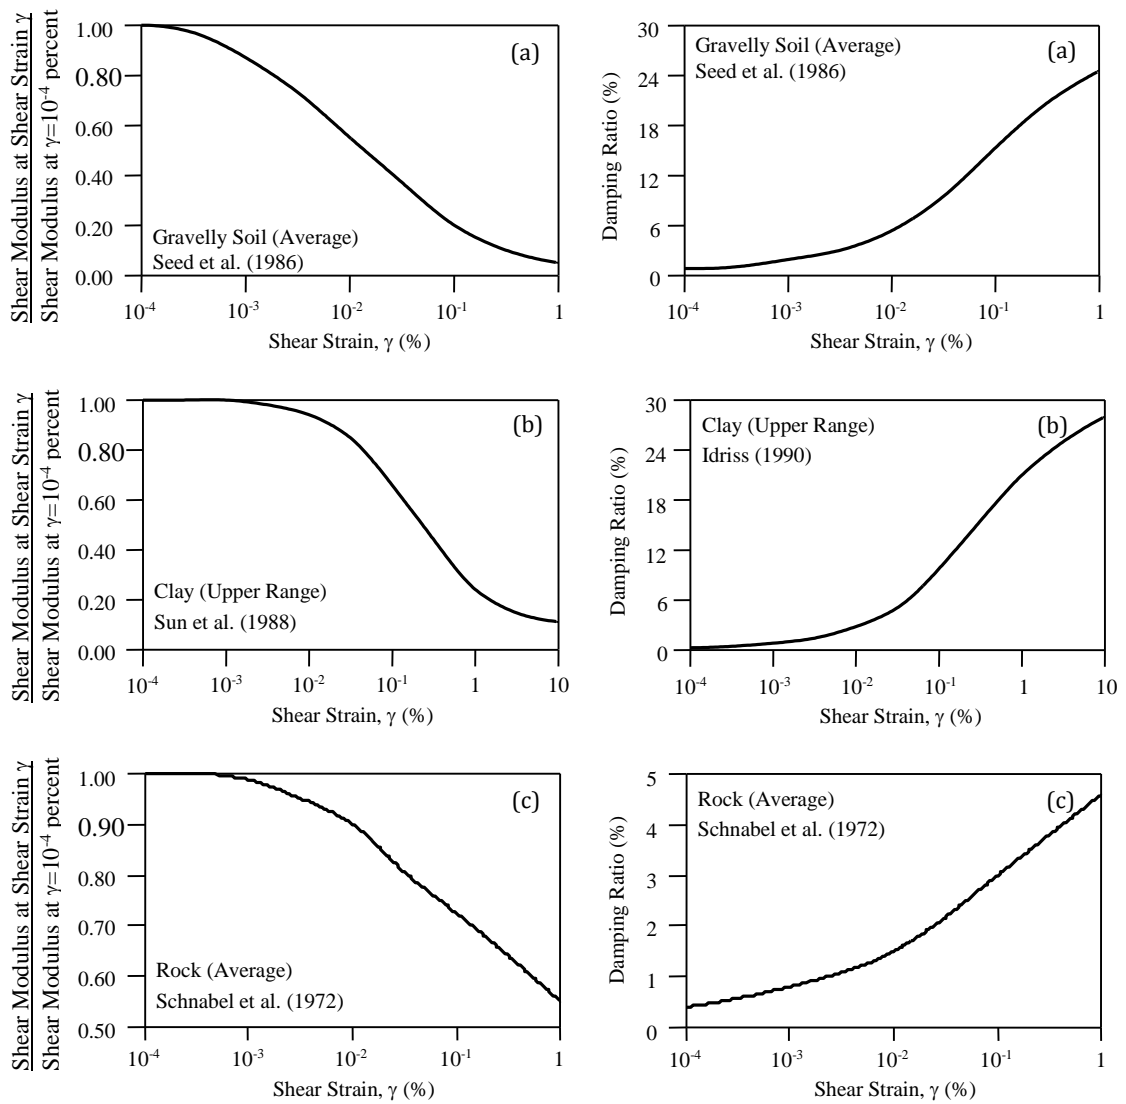 Shear Modulus at Shear Strain γ
Shear Modulus at γ=10⁻⁴ percent
1.00
0.80
0.60
0.40
0.20
0.00
(a)
Gravelly Soil (Average)
Seed et al. (1986)
10⁻⁴ 10⁻³ 10⁻² 10⁻¹ 1
Shear Strain, γ (%)
Damping Ratio (%)
30
24
18
12
6
0
Gravelly Soil (Average)
Seed et al. (1986)
(a)
10⁻⁴ 10⁻³ 10⁻² 10⁻¹ 1
Shear Strain, γ (%)
Shear Modulus at Shear Strain γ
Shear Modulus at γ=10⁻⁴ percent
1.00
0.80
0.60
0.40
0.20
0.00
(b)
Clay (Upper Range)
Sun et al. (1988)
10⁻⁴ 10⁻³ 10⁻² 10⁻¹ 1 10
Shear Strain, γ (%)
Damping Ratio (%)
30
24
18
12
6
0
Clay (Upper Range)
Idriss (1990)
(b)
10⁻⁴ 10⁻³ 10⁻² 10⁻¹ 1 10
Shear Strain, γ (%)
Shear Modulus at Shear Strain γ
Shear Modulus at γ=10⁻⁴ percent
1.00
0.90
0.80
0.70
0.60
0.50
(c)
Rock (Average)
Schnabel et al. (1972)
10⁻⁴ 10⁻³ 10⁻² 10⁻¹ 1
Shear Strain, γ (%)
Damping Ratio (%)
5
4
3
2
1
0
Rock (Average)
Schnabel et al. (1972)
(c)
10⁻⁴ 10⁻³ 10⁻² 10⁻¹ 1
Shear Strain, γ (%)